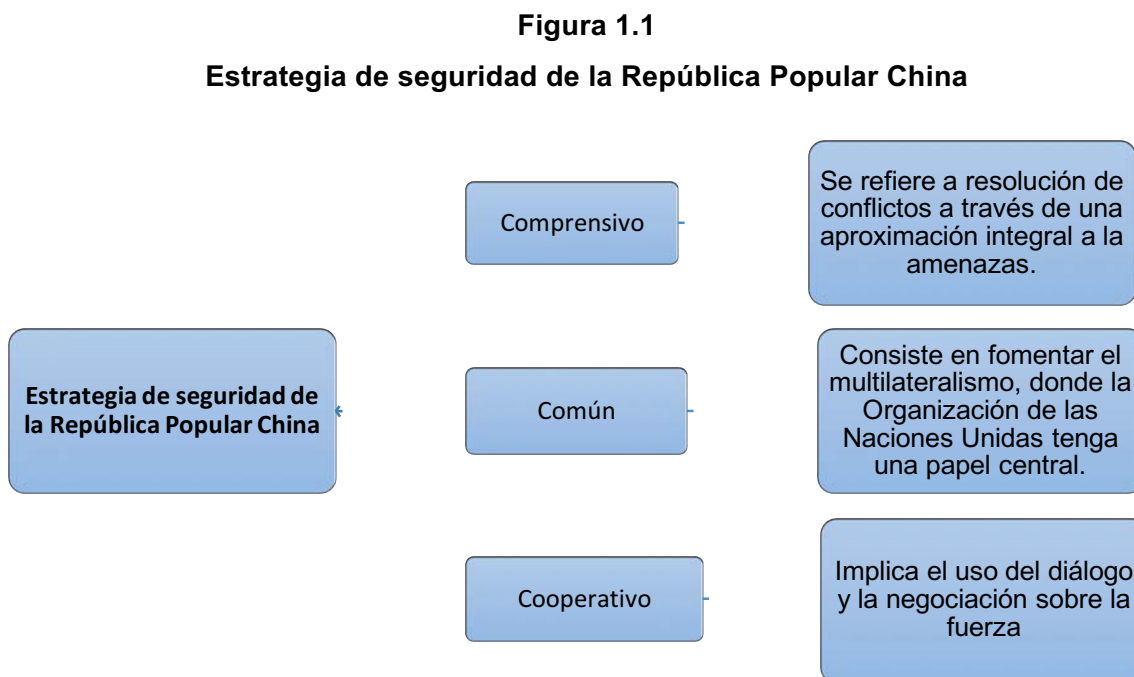 Figura 1.1
Estrategia de seguridad de la República Popular China
Estrategia de seguridad de
la República Popular China
Comprensivo
Se refiere a resolución de
conflictos a través de una
aproximación integral a la
amenazas.
Común
Consiste en fomentar el
multilateralismo, donde la
Organización de las
Naciones Unidas tenga
una papel central.
Cooperativo
Implica el uso del diálogo
y la negociación sobre la
fuerza